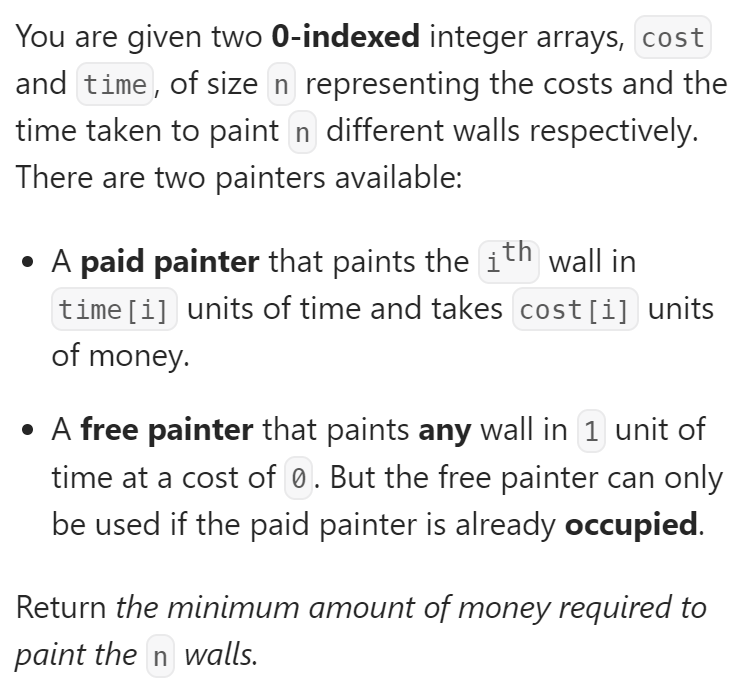 You are given two 0-indexed integer arrays, cost
and time, of size n representing the costs and the
time taken to paint n different walls respectively.
There are two painters available:
• A paid painter that paints the ith wall in
time[i] units of time and takes cost[i] units
of money.
• A free painter that paints any wall in 1 unit of
time at a cost of 0. But the free painter can only
be used if the paid painter is already occupied.
Return the minimum amount of money required to
paint the n walls.